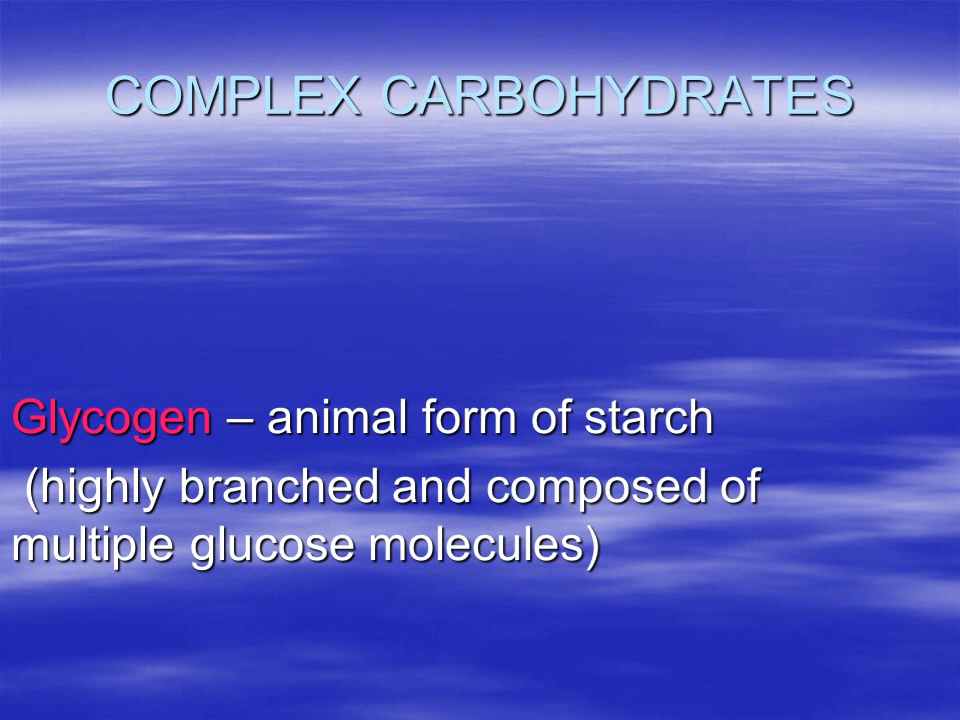 COMPLEX CARBOHYDRATES
Glycogen – animal form of starch
(highly branched and composed of
multiple glucose molecules)